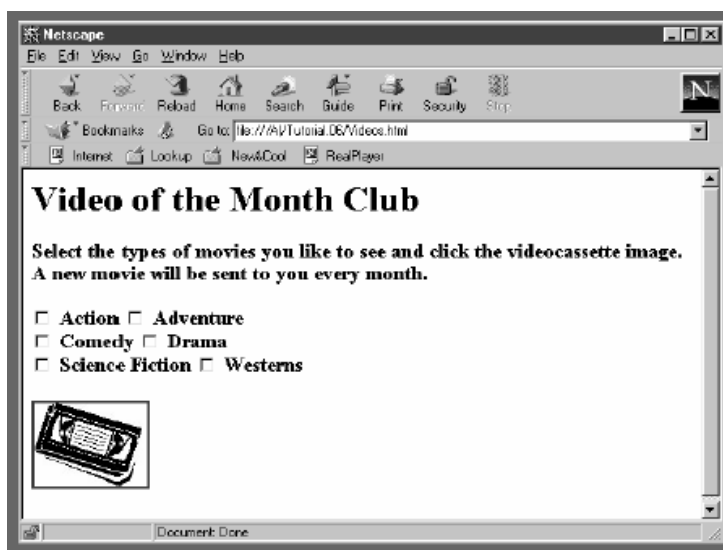 Netscape
File Edit View Go Window Help
Back Forward Reload Home Search Guide Print Security Stop
N
Bookmarks Go to: file:///A|/Tutorial.06/Videos.html
Internet Lookup New&Cool RealPlayer
Video of the Month Club
Select the types of movies you like to see and click the videocassette image.
A new movie will be sent to you every month.
Action Adventure
Comedy Drama
Science Fiction Westerns
Document: Done